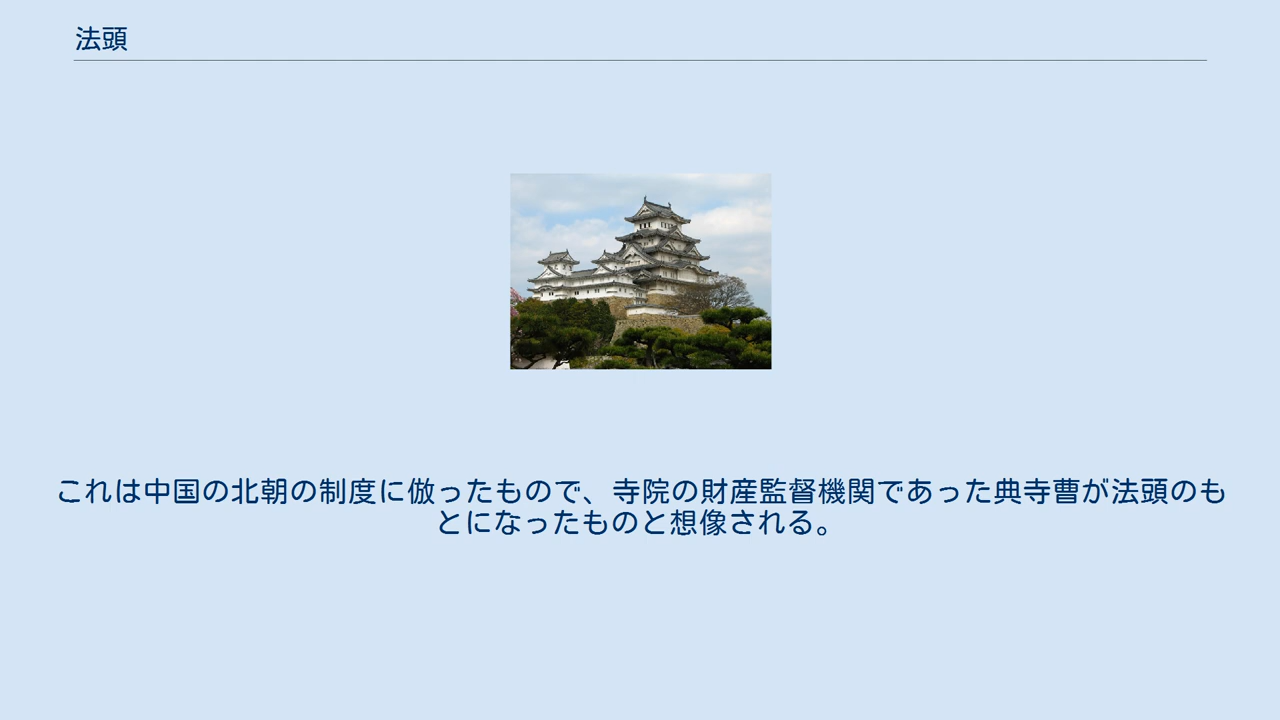 法頭
これは中国の北朝の制度に倣ったもので、寺院の財産監督機関であった典寺曹が法頭のも
とになったものと想像される。